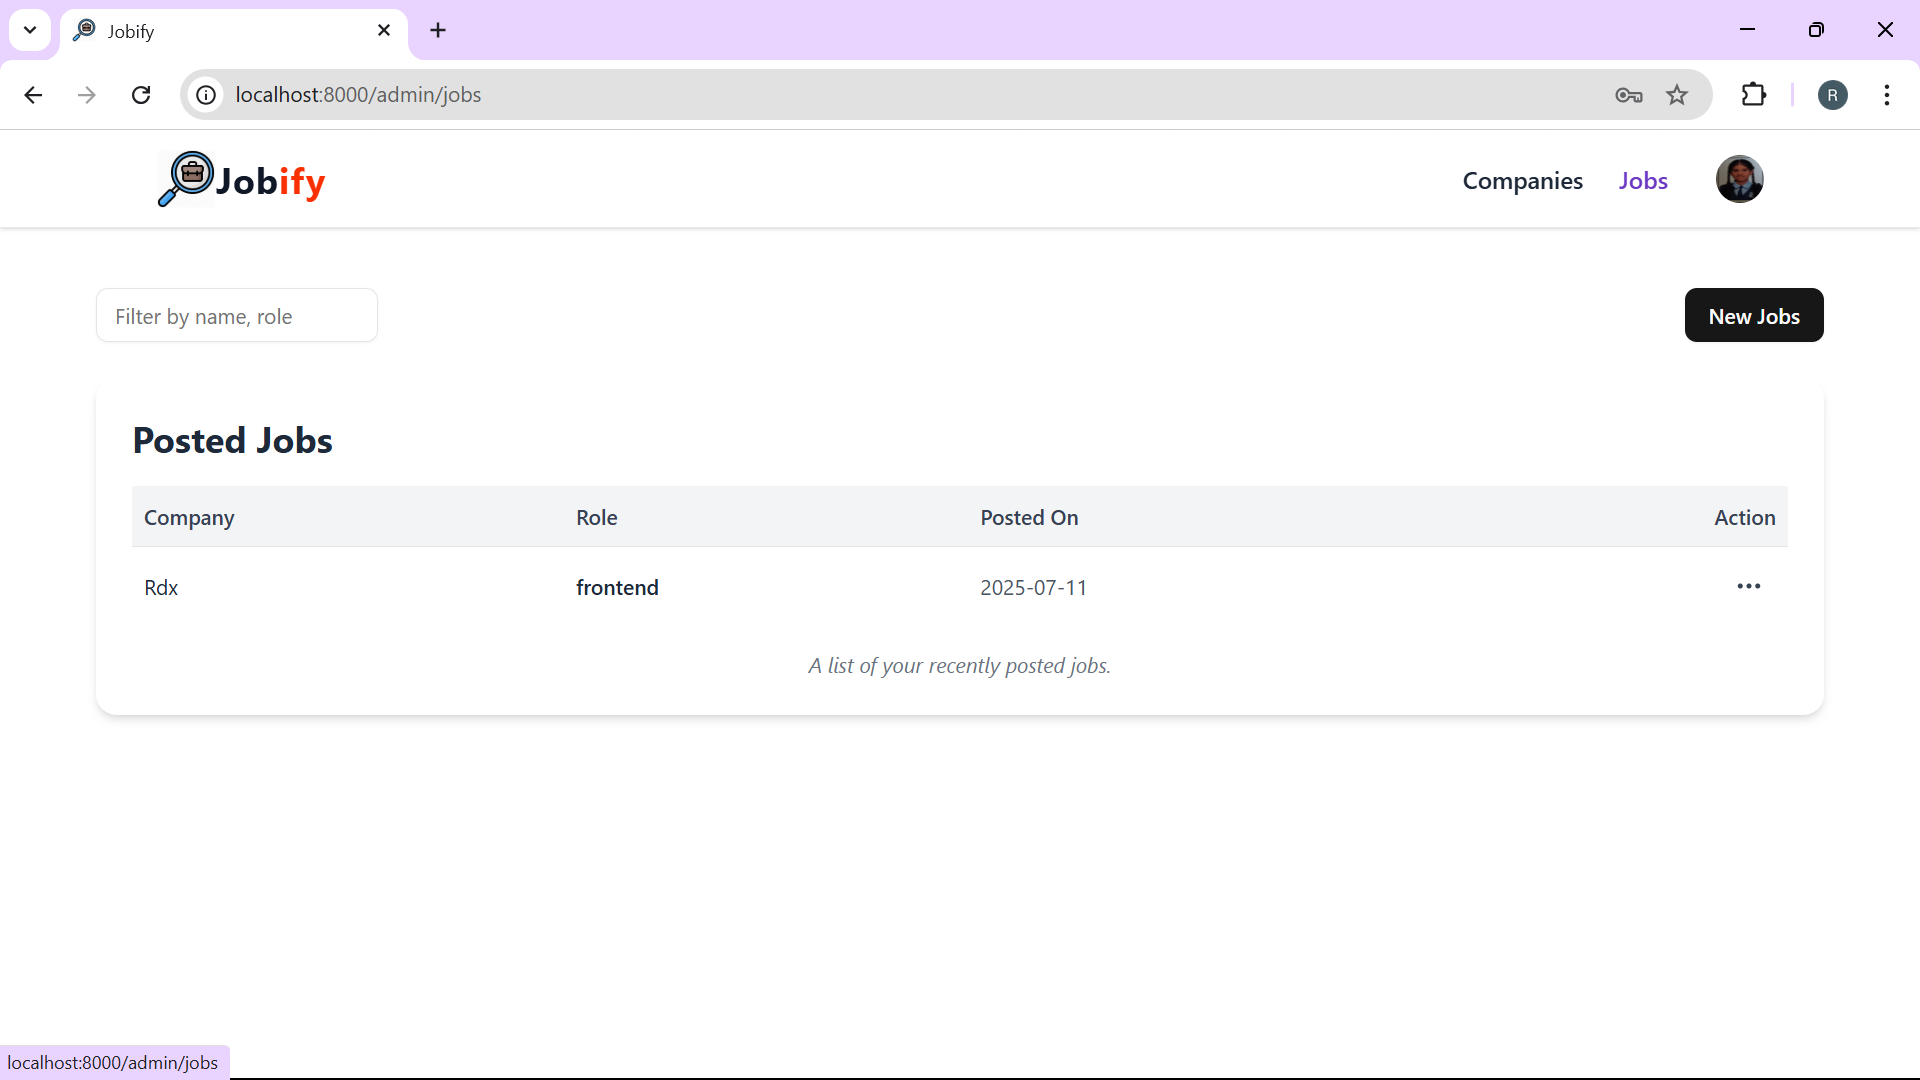 Jobify
localhost:8000/admin/jobs
R
Jobify
Companies
Jobs
Filter by name, role
New Jobs
Posted Jobs
Company Role Posted On Action
Rdx frontend 2025-07-11
A list of your recently posted jobs.
localhost:8000/admin/jobs